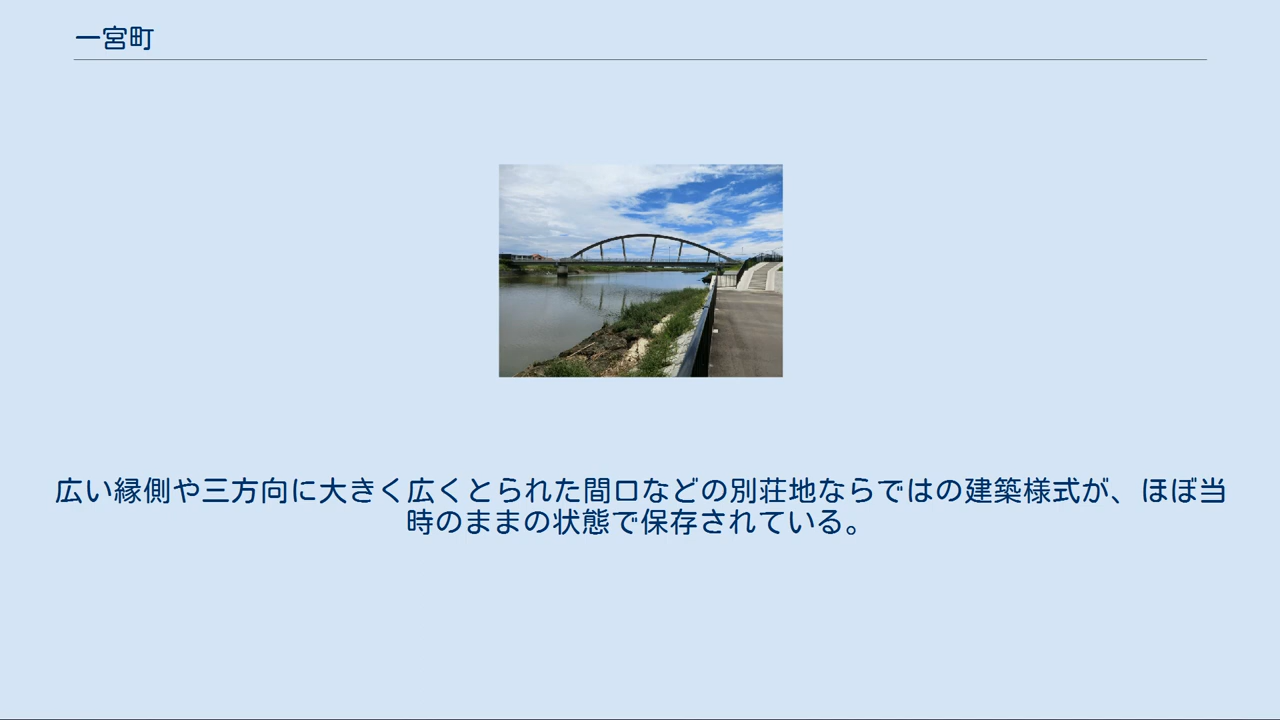 一宮町
広い縁側や三方向に大きく広くとられた間口などの別荘地ならではの建築様式が、ほぼ当
時のままの状態で保存されている。